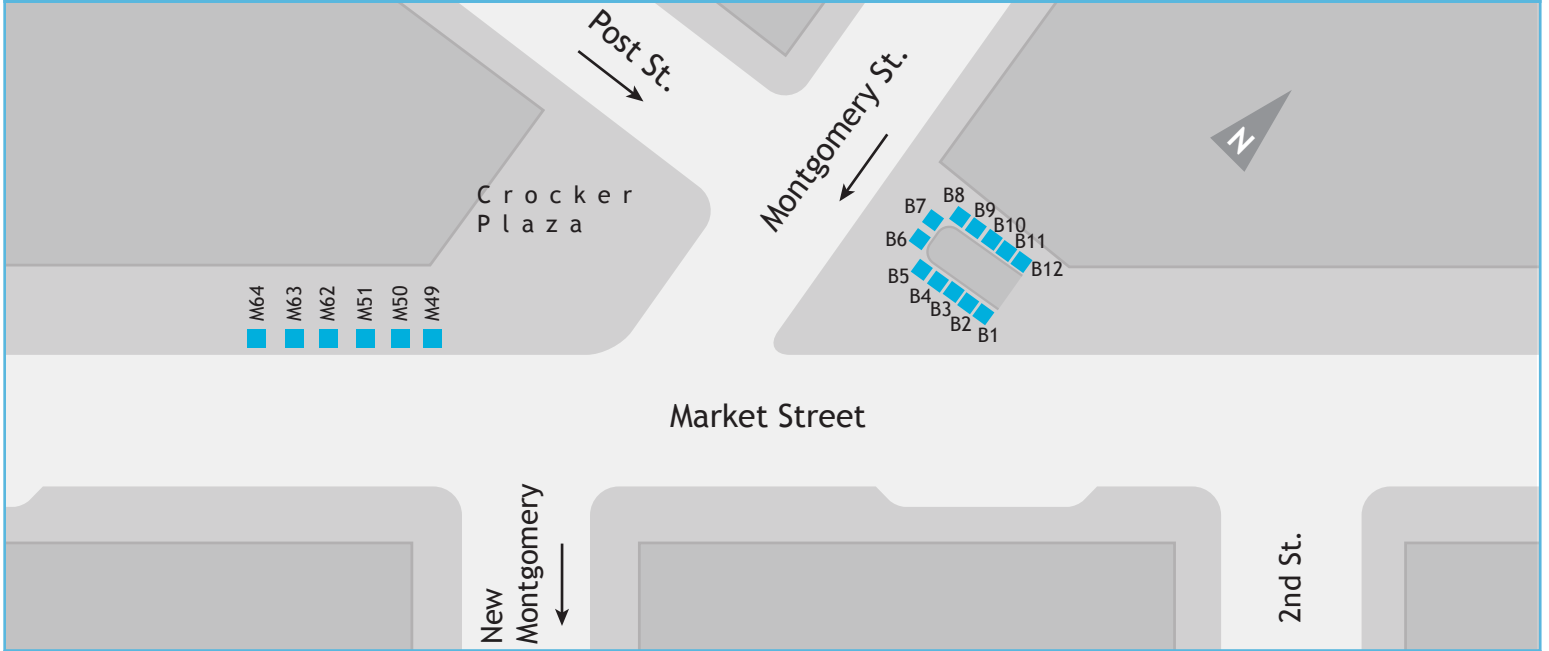 Post St.
Montgomery St.
N
Crocker
Plaza
B8
B7
B9
B10
B6
B11
B12
B5
B4
B3
B2
B1
M64
M63
M62
M51
M50
M49
Market Street
New
Montgomery
2nd St.